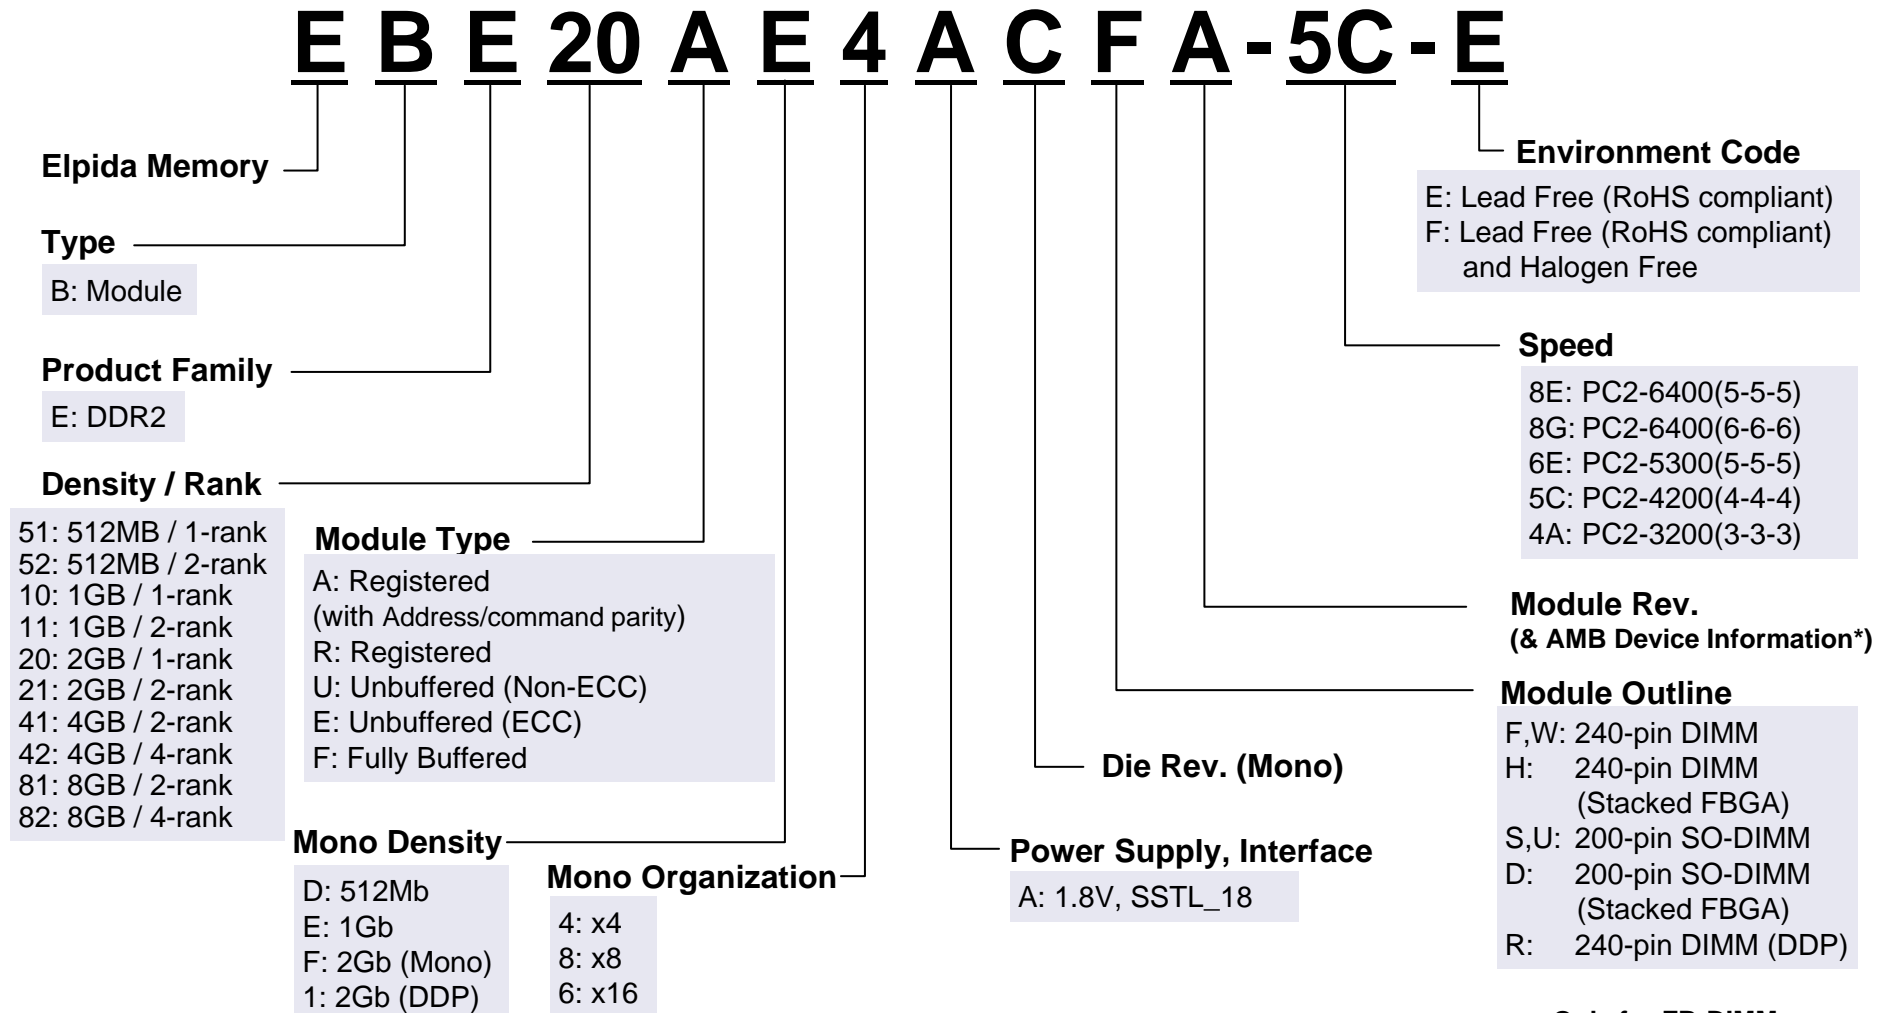 E B E 20 A E 4 A C F A - 5C - E
Elpida Memory
Type
B: Module
Product Family
E: DDR2
Density / Rank
51: 512MB / 1-rank
52: 512MB / 2-rank
10: 1GB / 1-rank
11: 1GB / 2-rank
20: 2GB / 1-rank
21: 2GB / 2-rank
41: 4GB / 2-rank
42: 4GB / 4-rank
81: 8GB / 2-rank
82: 8GB / 4-rank
Module Type
A: Registered
(with Address/command parity)
R: Registered
U: Unbuffered (Non-ECC)
E: Unbuffered (ECC)
F: Fully Buffered
Mono Density
D: 512Mb
E: 1Gb
F: 2Gb (Mono)
1: 2Gb (DDP)
Mono Organization
4: x4
8: x8
6: x16
Power Supply, Interface
A: 1.8V, SSTL_18
Die Rev. (Mono)
Module Outline
F,W: 240-pin DIMM
H: 240-pin DIMM
(Stacked FBGA)
S,U: 200-pin SO-DIMM
D: 200-pin SO-DIMM
(Stacked FBGA)
R: 240-pin DIMM (DDP)
Module Rev.
(& AMB Device Information*)
Speed
8E: PC2-6400(5-5-5)
8G: PC2-6400(6-6-6)
6E: PC2-5300(5-5-5)
5C: PC2-4200(4-4-4)
4A: PC2-3200(3-3-3)
Environment Code
E: Lead Free (RoHS compliant)
F: Lead Free (RoHS compliant)
and Halogen Free